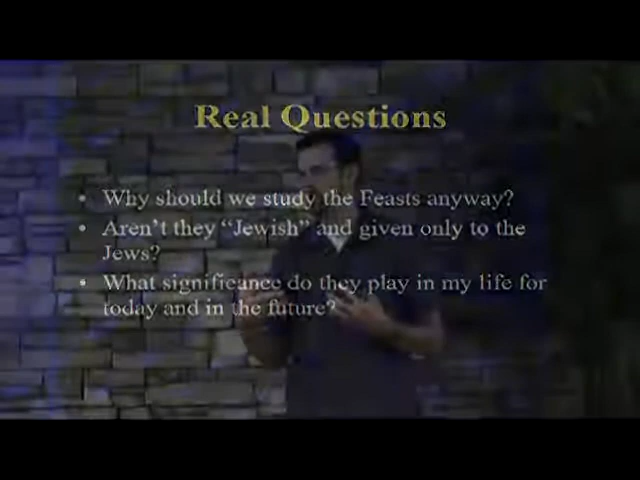 Real Questions
• Why should we study the Feasts anyway?
• Aren't they “Jewish” and given only to the
Jews?
• What significance do they play in my life for
today and in the future?